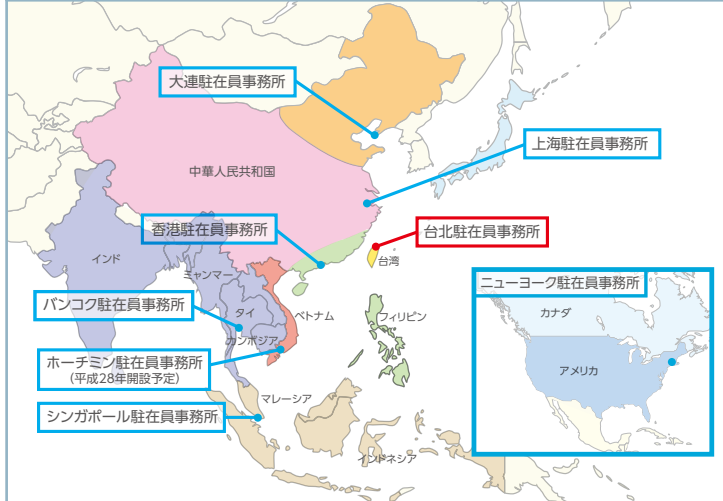 大連駐在員事務所
上海駐在員事務所
中華人民共和国
香港駐在員事務所
台北駐在員事務所
インド
台湾
ミャンマー
ニューヨーク駐在員事務所
バンコク駐在員事務所
タイ
ベトナム
フィリピン
カナダ
カンボジア
ホーチミン駐在員事務所
(平成28年開設予定)
アメリカ
マレーシア
シンガポール駐在員事務所
インドネシア